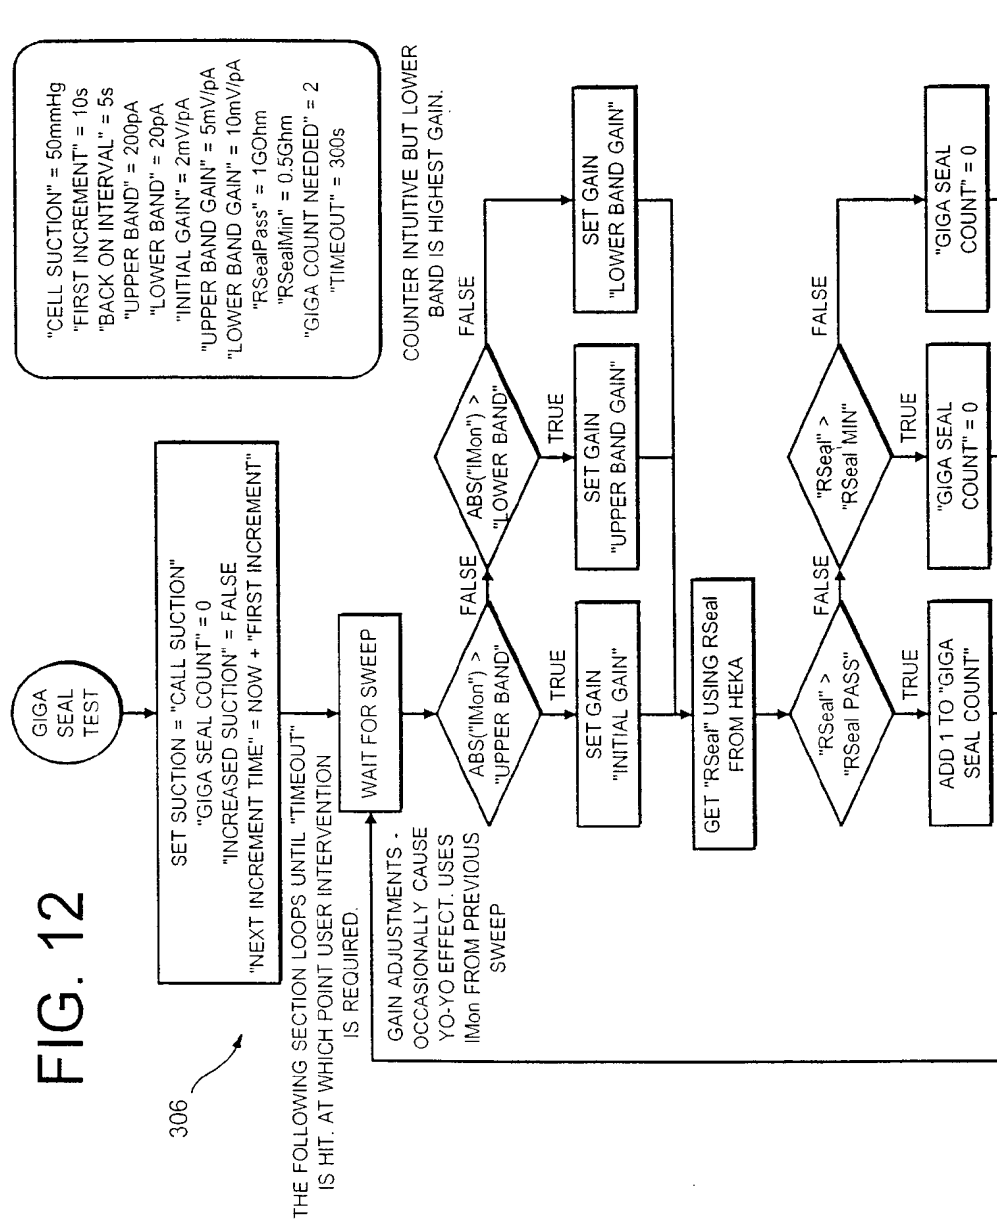 FIG. 12
306
GIGA
SEAL
TEST
SET SUCTION = "CALL SUCTION"
"GIGA SEAL COUNT" = 0
"INCREASED SUCTION" = FALSE
"NEXT INCREMENT TIME" = NOW + "FIRST INCREMENT"
"CELL SUCTION" = 50mmHg
"FIRST INCREMENT" = 10s
"BACK ON INTERVAL" = 5s
"UPPER BAND" = 200pA
"LOWER BAND" = 20pA
"INITIAL GAIN" = 2mV/pA
"UPPER BAND GAIN" = 5mV/pA
"LOWER BAND GAIN" = 10mV/pA
"RSealPass" = 1GOhm
"RSealMin" = 0.5Ghm
"GIGA COUNT NEEDED" = 2
"TIMEOUT" = 300s
THE FOLLOWING SECTION LOOPS UNTIL "TIMEOUT"
IS HIT. AT WHICH POINT USER INTERVENTION
IS REQUIRED.
WAIT FOR SWEEP
GAIN ADJUSTMENTS -
OCCASIONALLY CAUSE
YO-YO EFFECT. USES
IMon FROM PREVIOUS
SWEEP
ABS("IMon") >
"UPPER BAND"
FALSE
TRUE
ABS("IMon") >
"LOWER BAND"
FALSE
TRUE
COUNTER INTUITIVE BUT LOWER
BAND IS HIGHEST GAIN.
SET GAIN
"INITIAL GAIN"
SET GAIN
"UPPER BAND GAIN"
SET GAIN
"LOWER BAND GAIN"
GET "RSeal" USING RSeal
FROM HEKA
"RSeal" >
"RSeal PASS"
FALSE
TRUE
"RSeal" >
"RSeal MIN"
FALSE
TRUE
ADD 1 TO "GIGA
SEAL COUNT"
"GIGA SEAL
COUNT" = 0
"GIGA SEAL
COUNT" = 0